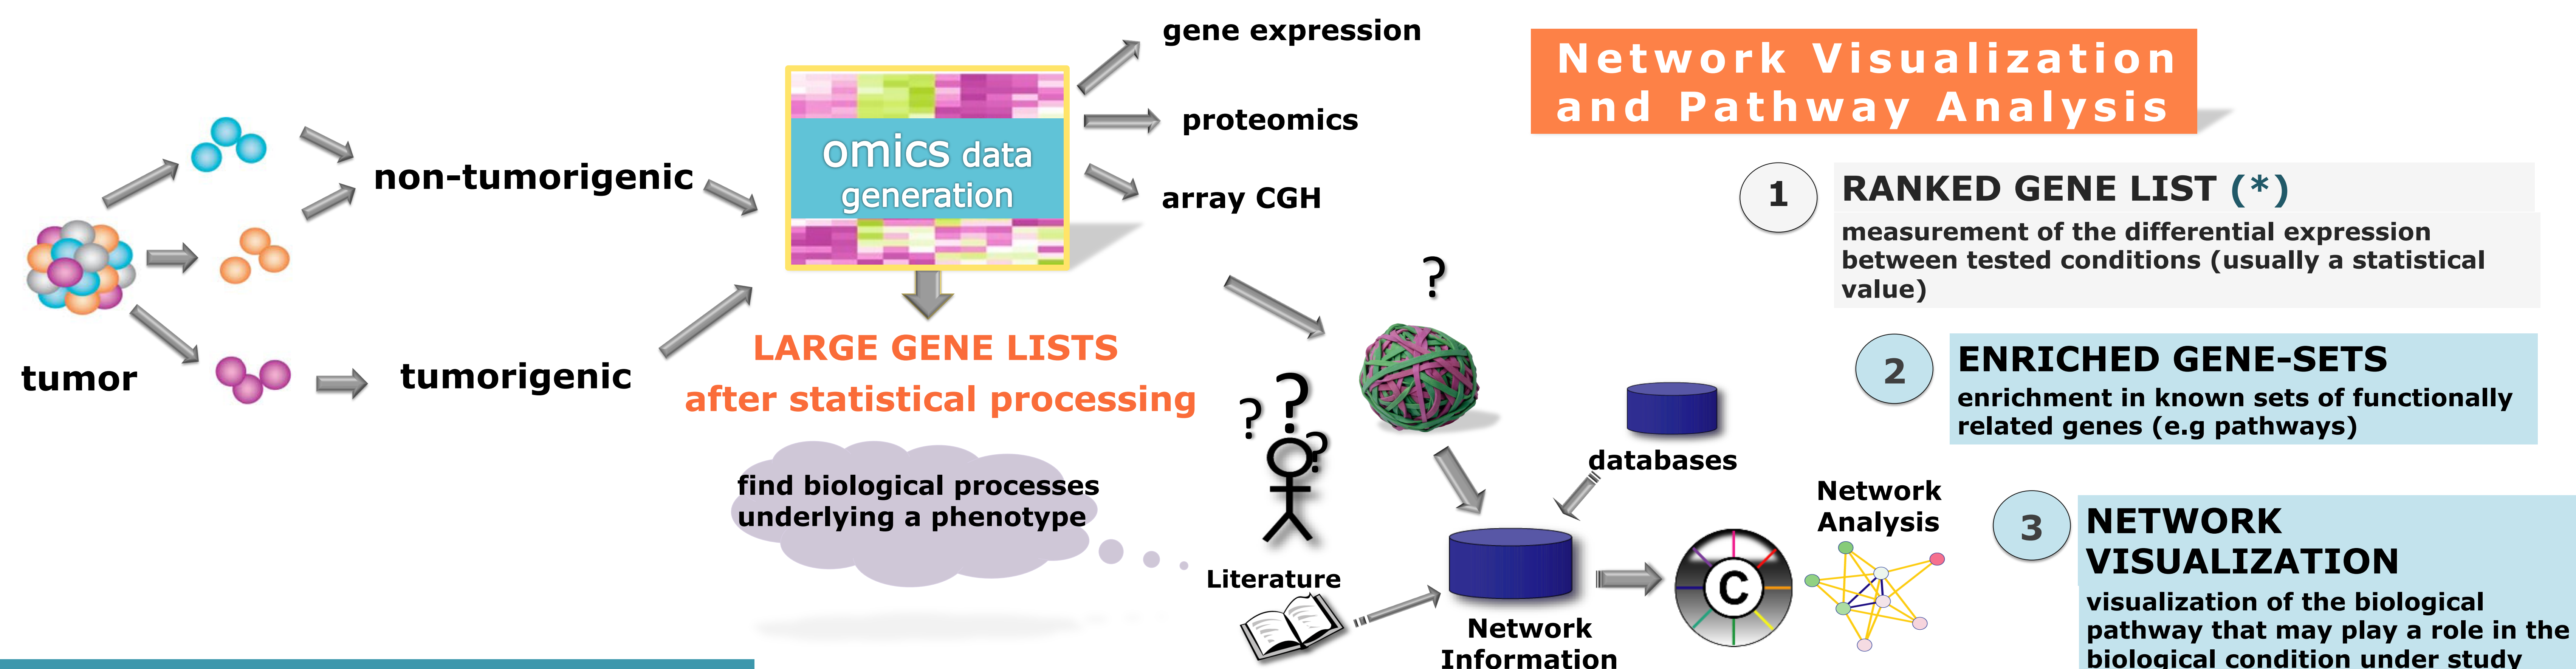 tumor
non-tumorigenic
tumorigenic
omics data
generation
gene expression
proteomics
array CGH
LARGE GENE LISTS
after statistical processing
find biological processes
underlying a phenotype
?
?
?
?
Literature
databases
Network
Information
C
Network
Analysis
Network Visualization
and Pathway Analysis
1
RANKED GENE LIST (*)
measurement of the differential expression
between tested conditions (usually a statistical
value)
2
ENRICHED GENE-SETS
enrichment in known sets of functionally
related genes (e.g pathways)
3
NETWORK
VISUALIZATION
visualization of the biological
pathway that may play a role in the
biological condition under study